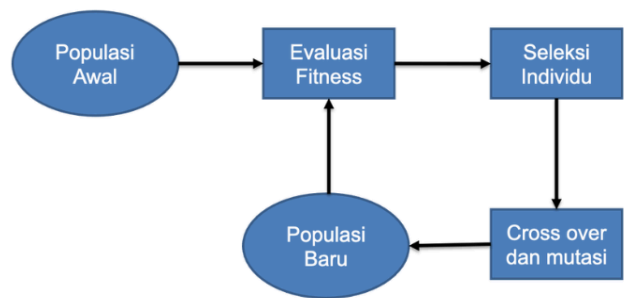 Populasi
Awal
Evaluasi
Fitness
Seleksi
Individu
Populasi
Baru
Cross over
dan mutasi